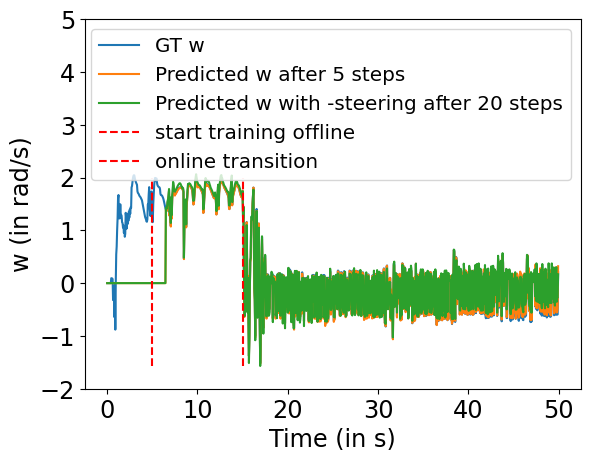 GT w
Predicted w after 5 steps
Predicted w with -steering after 20 steps
start training offline
online transition
w (in rad/s)
5
4
3
2
1
0
−1
−2
0
10
20
30
40
50
Time (in s)